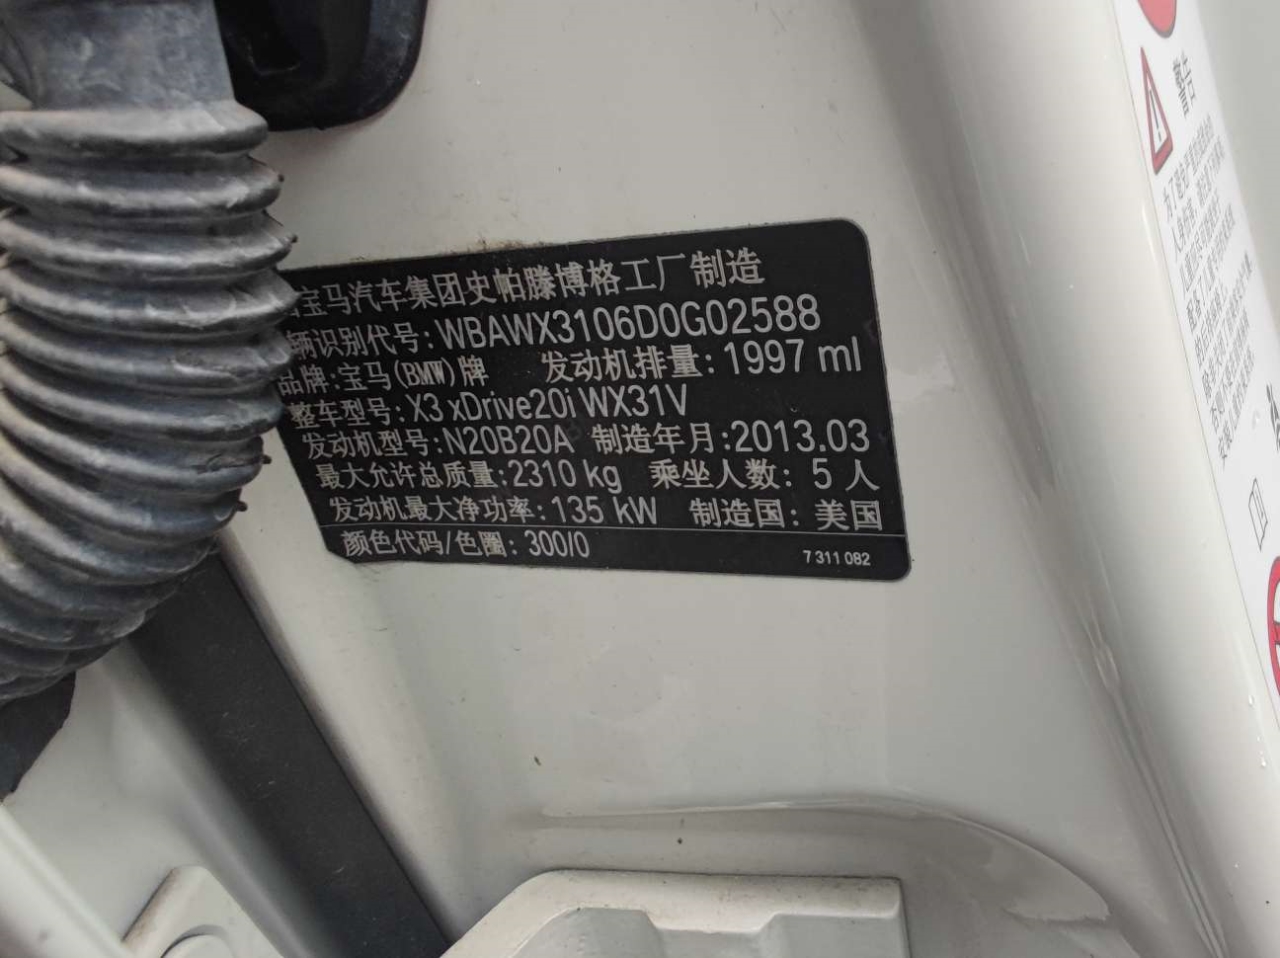 宝马汽车集团史帕滕博格工厂制造
辆识别代号: WBAWX3106D0G02588
品牌: 宝马(BMW)牌 发动机排量: 1997 ml
整车型号: X3 xDrive20i WX31V
发动机型号: N20B20A 制造年月: 2013.03
最大允许总质量: 2310 kg 乘坐人数: 5 人
发动机最大净功率: 135 kW 制造国: 美国
颜色代码/色圈: 300/0 7 311 082
警告